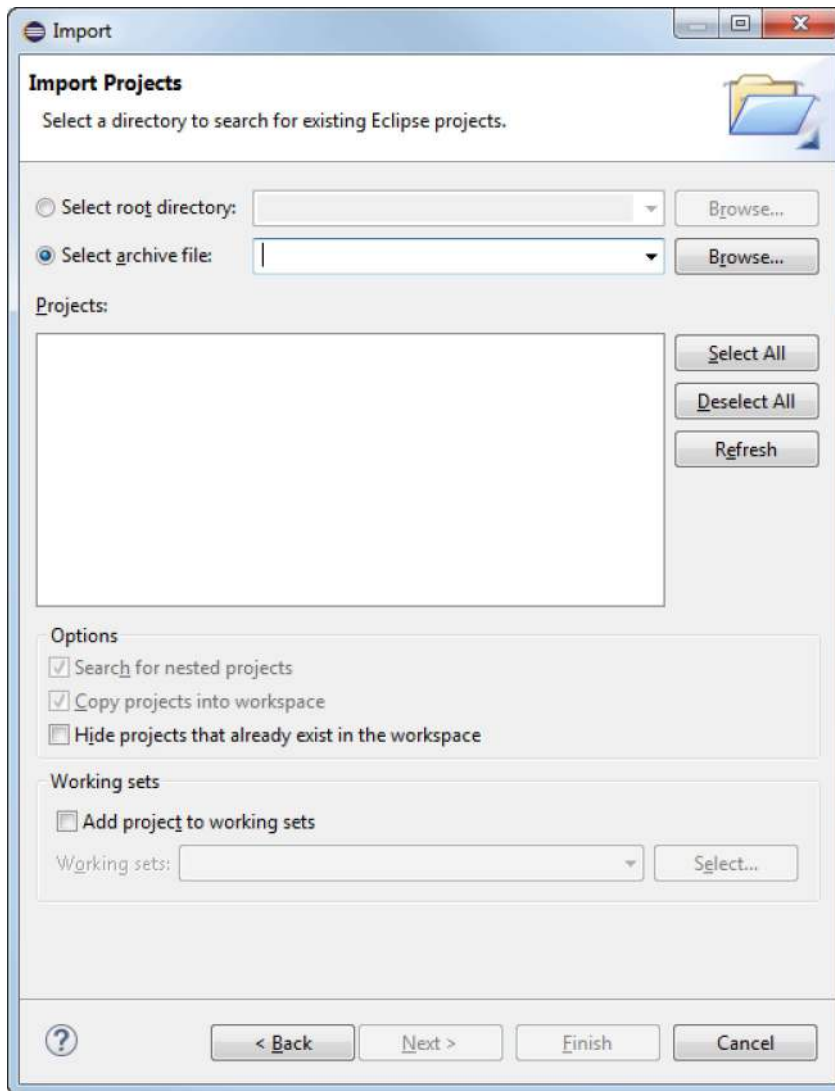 Import
Import Projects
Select a directory to search for existing Eclipse projects.
Select root directory:
Browse...
Select archive file:
Browse...
Projects:
Select All
Deselect All
Refresh
Options
Search for nested projects
Copy projects into workspace
Hide projects that already exist in the workspace
Working sets
Add project to working sets
Working sets:
Select...
< Back
Next >
Finish
Cancel